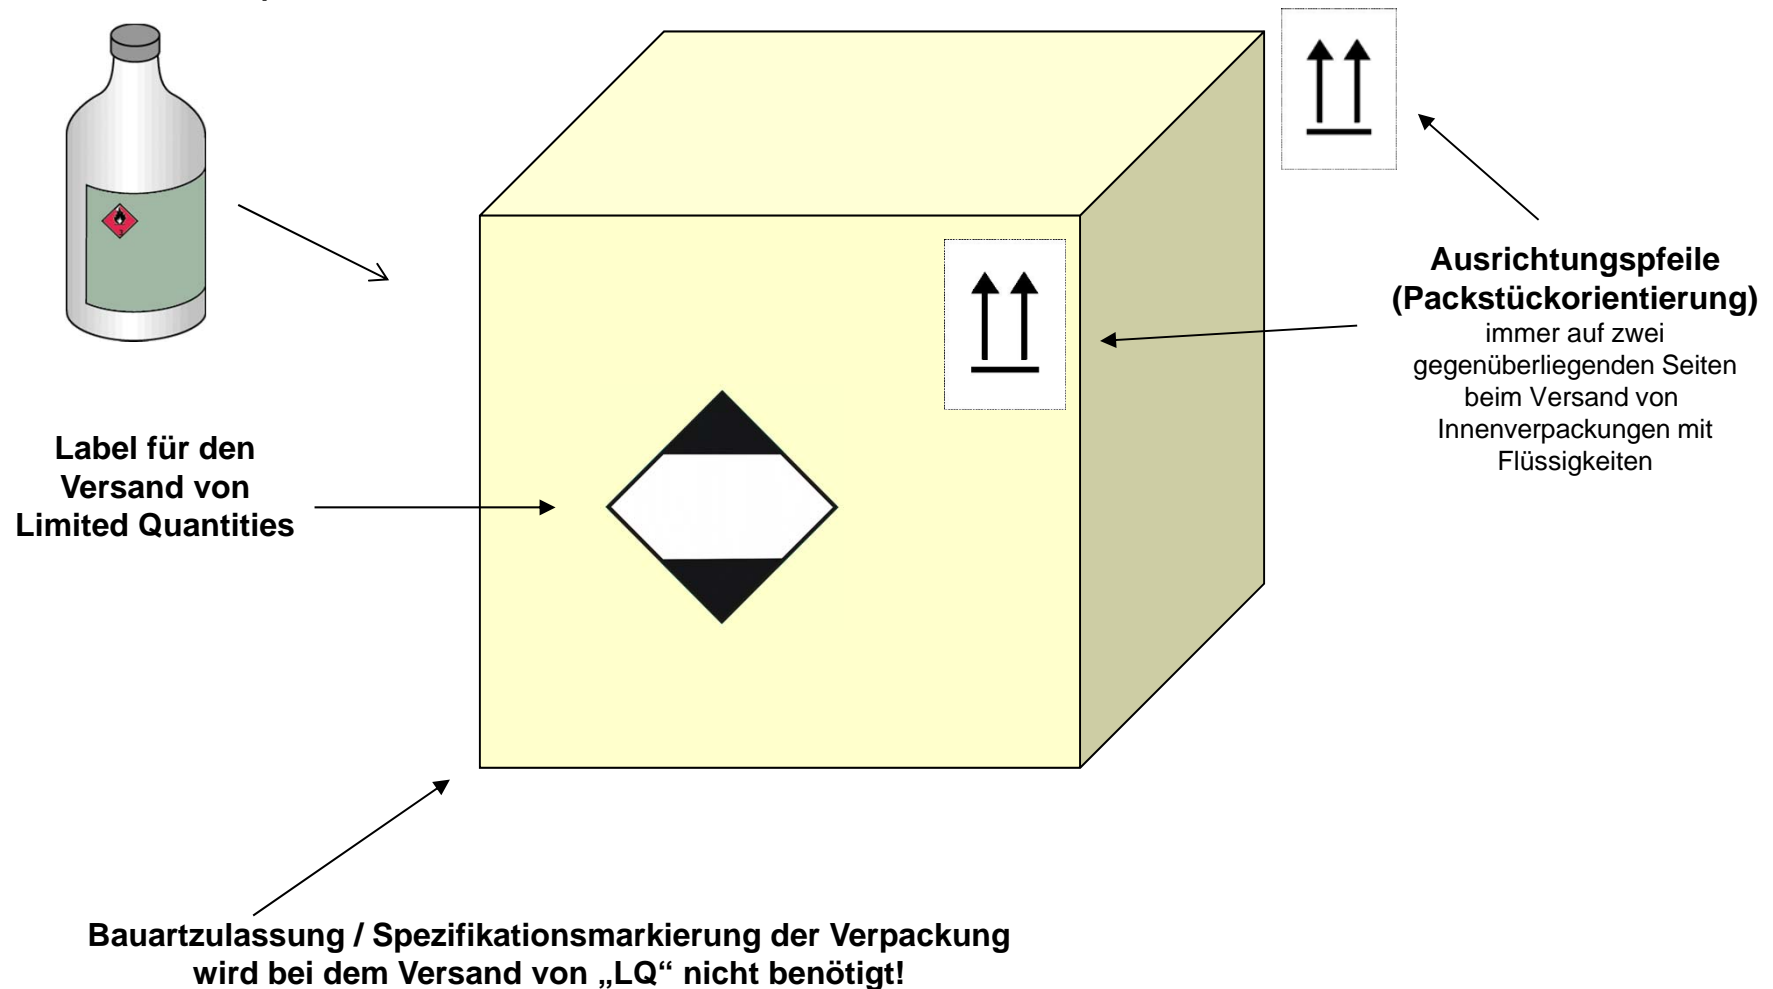 Ausrichtungspfeile
(Packstückorientierung)
immer auf zwei
gegenüberliegenden Seiten
beim Versand von
Innenverpackungen mit
Flüssigkeiten
Label für den
Versand von
Limited Quantities
Bauartzulassung / Spezifikationsmarkierung der Verpackung
wird bei dem Versand von „LQ“ nicht benötigt!